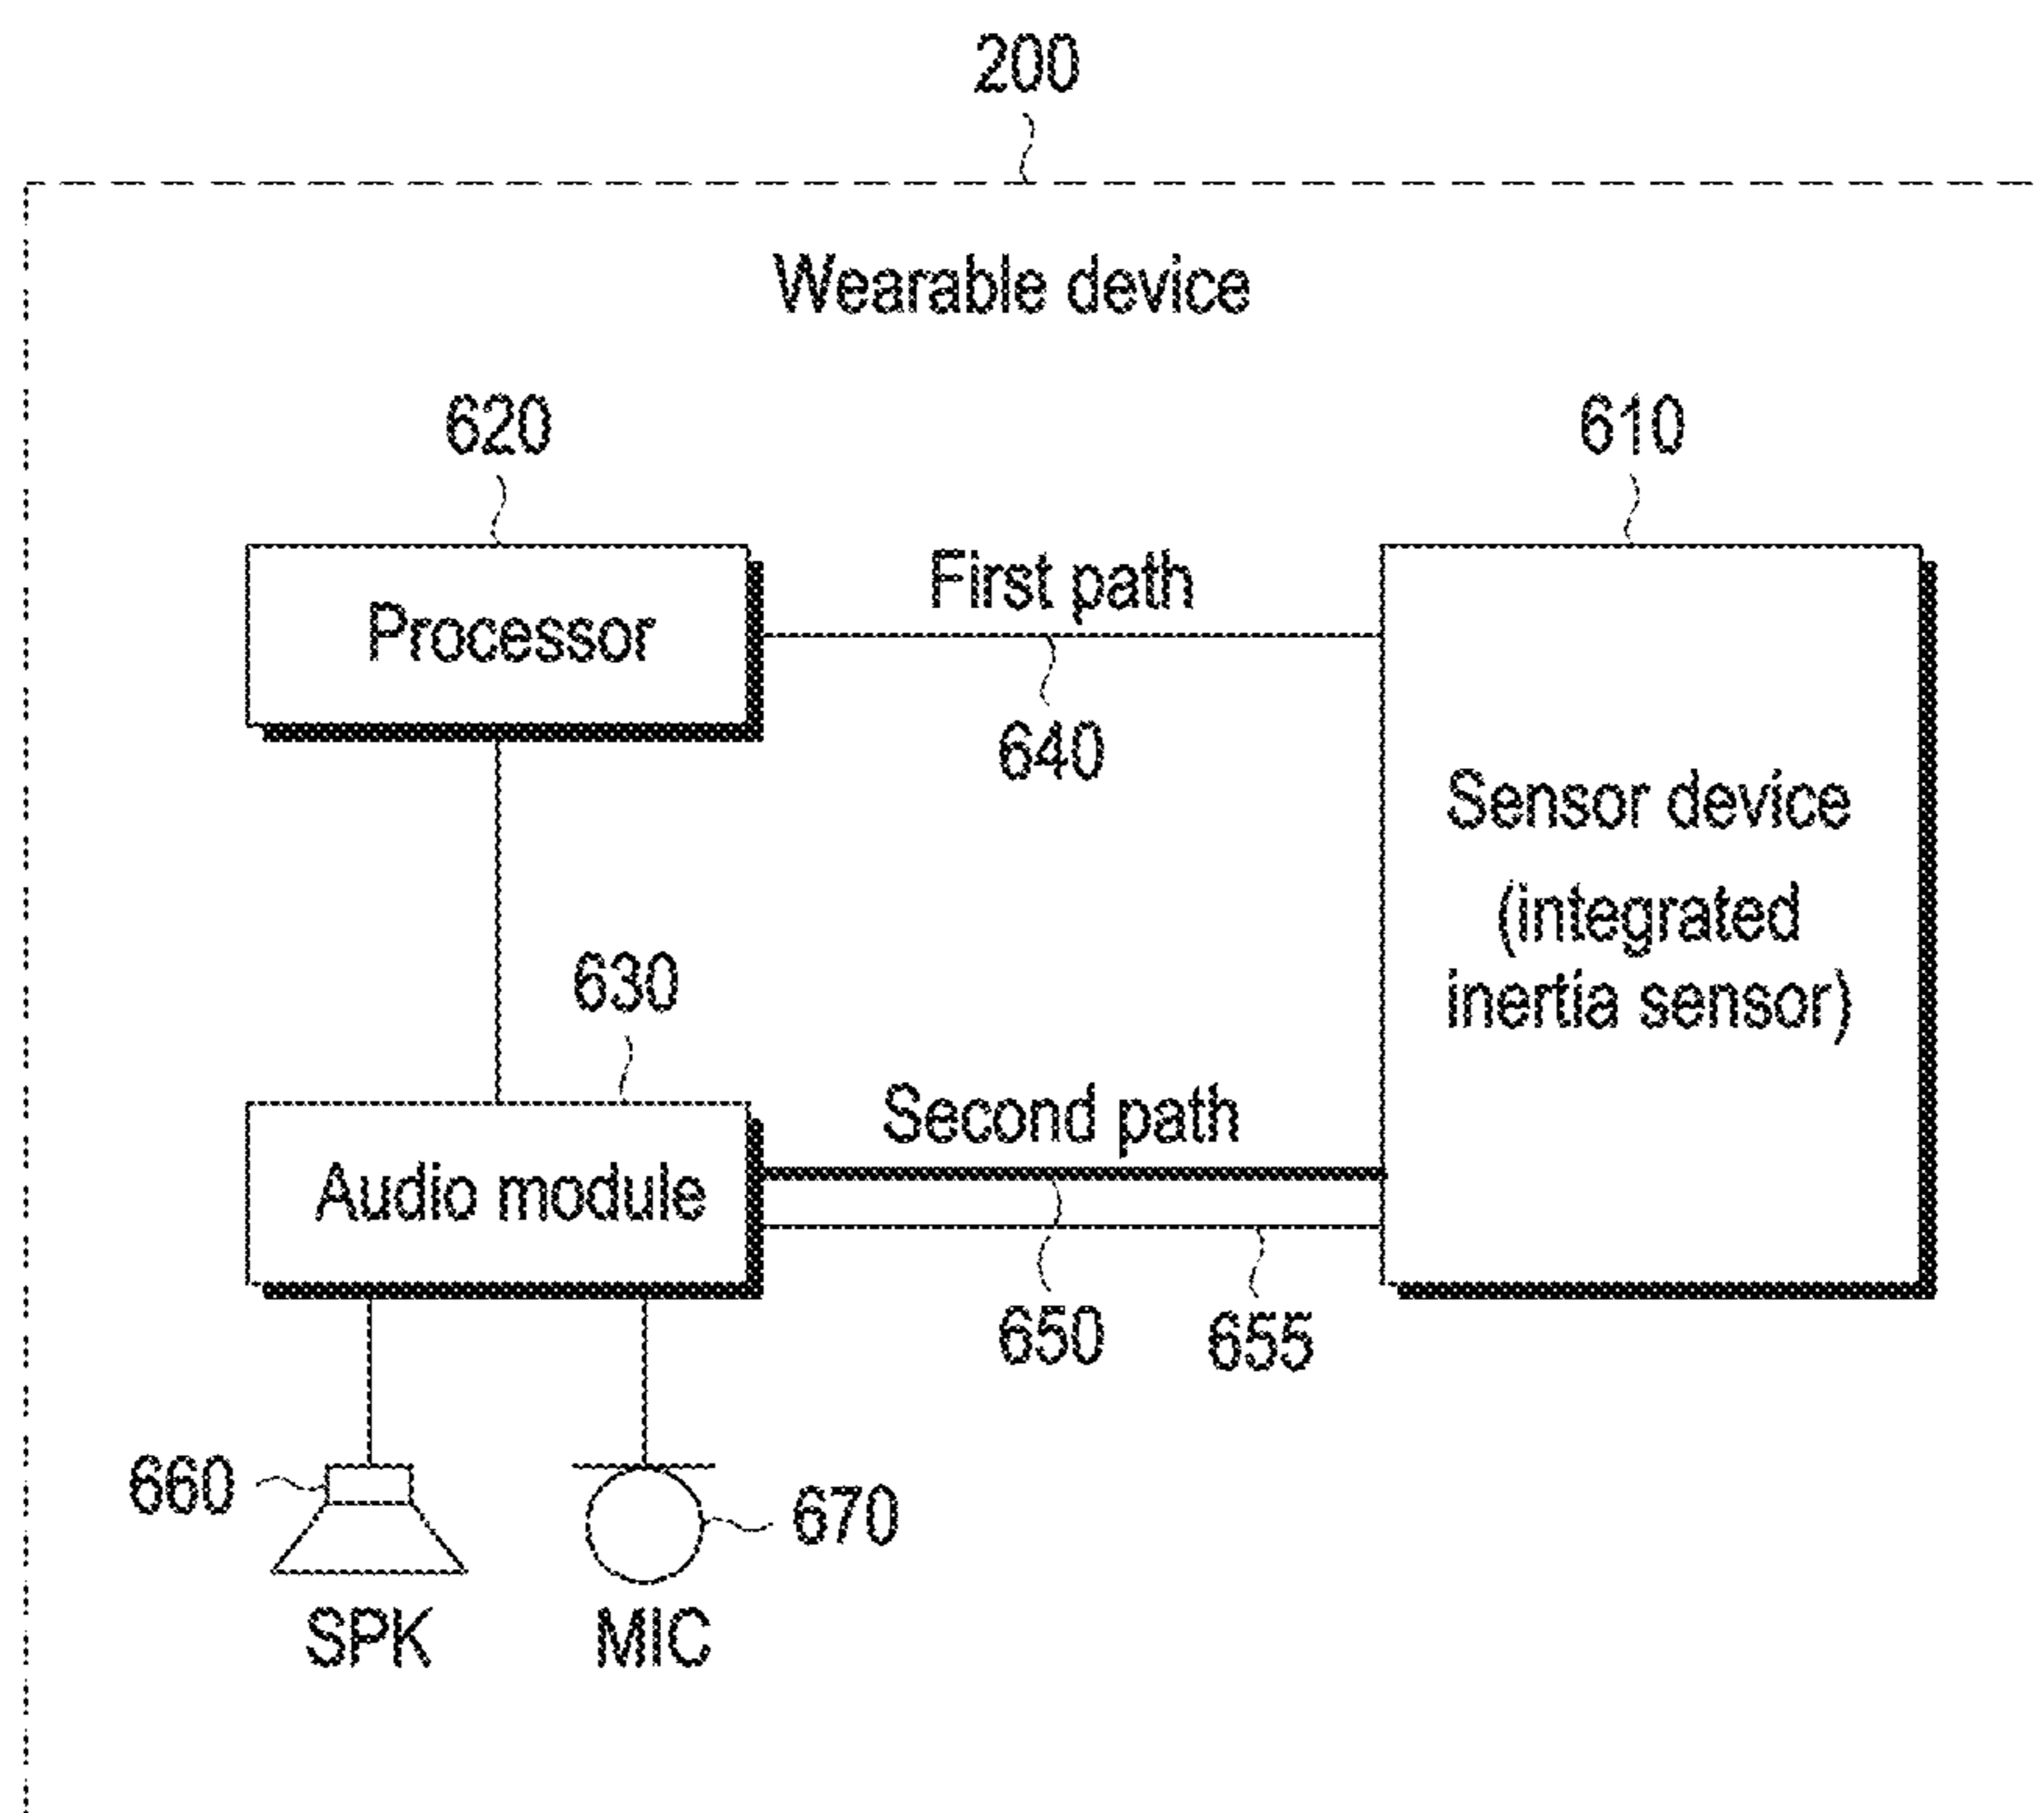 200
Wearable device
620
610
Processor
First path
640
Sensor device
(integrated
inertia sensor)
630
Audio module
Second path
650
655
660
670
SPK
MIC